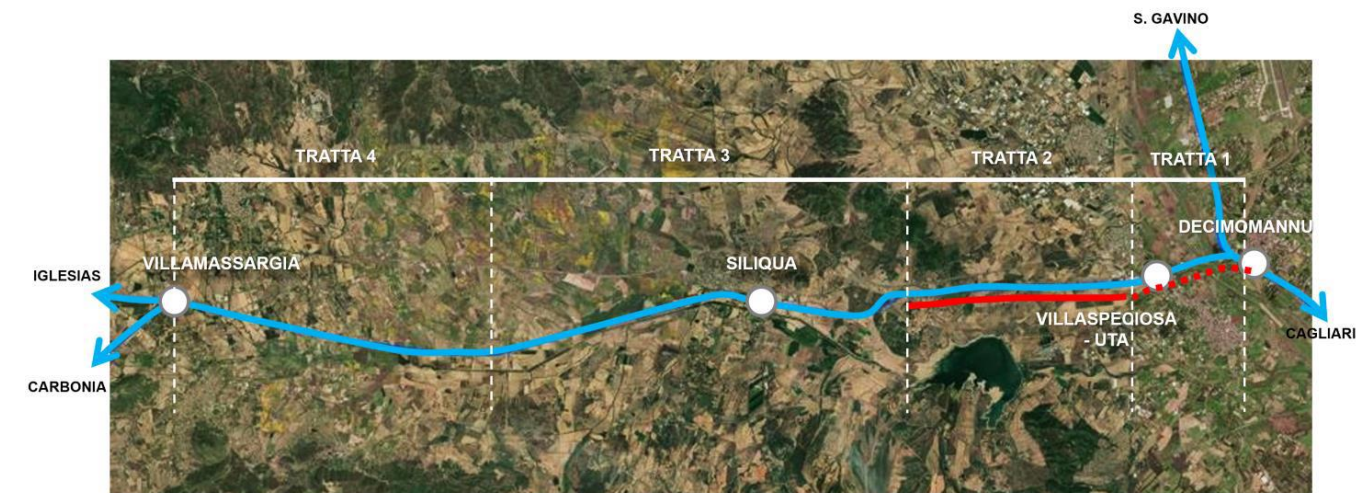 S. GAVINO
TRATTA 4
TRATTA 3
TRATTA 2
TRATTA 1
DECIMOMANNU
VILLAMASSARGIA
SILIQUA
IGLESIAS
VILLASPECIOSA
- UTA
CAGLIARI
CARBONIA